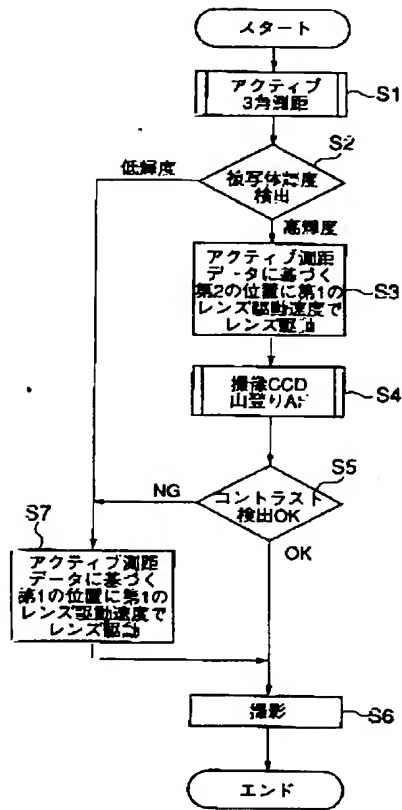 スタート
アクティブ
3角測距
S1
S2
低輝度
被写体輝度
検出
高輝度
アクティブ測距
データに基づく
第2の位置に第1の
レンズ駆動速度で
レンズ駆動
S3
撮像CCD
山登りAF
S4
S5
NG
コントラスト
検出OK
OK
S7
アクティブ測距
データに基づく
第1の位置に第1の
レンズ駆動速度で
レンズ駆動
撮影
S6
エンド